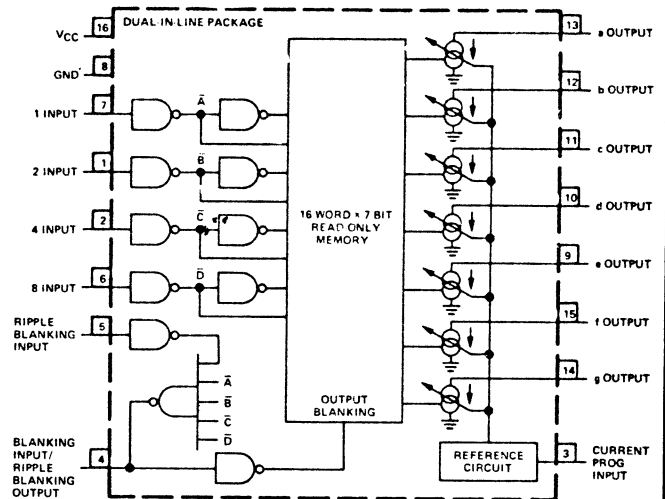 DUAL-IN-LINE PACKAGE
16
VCC
8
GND
7
1 INPUT
1
2 INPUT
2
4 INPUT
6
8 INPUT
5
RIPPLE
BLANKING
INPUT
4
BLANKING
INPUT/
RIPPLE
BLANKING
OUTPUT
A̅
B̅
C̅
D̅
A̅
B̅
C̅
D̅
16 WORD × 7 BIT
READ ONLY
MEMORY
OUTPUT
BLANKING
13
a OUTPUT
12
b OUTPUT
11
c OUTPUT
10
d OUTPUT
9
e OUTPUT
15
f OUTPUT
14
g OUTPUT
REFERENCE
CIRCUIT
3
CURRENT
PROG
INPUT